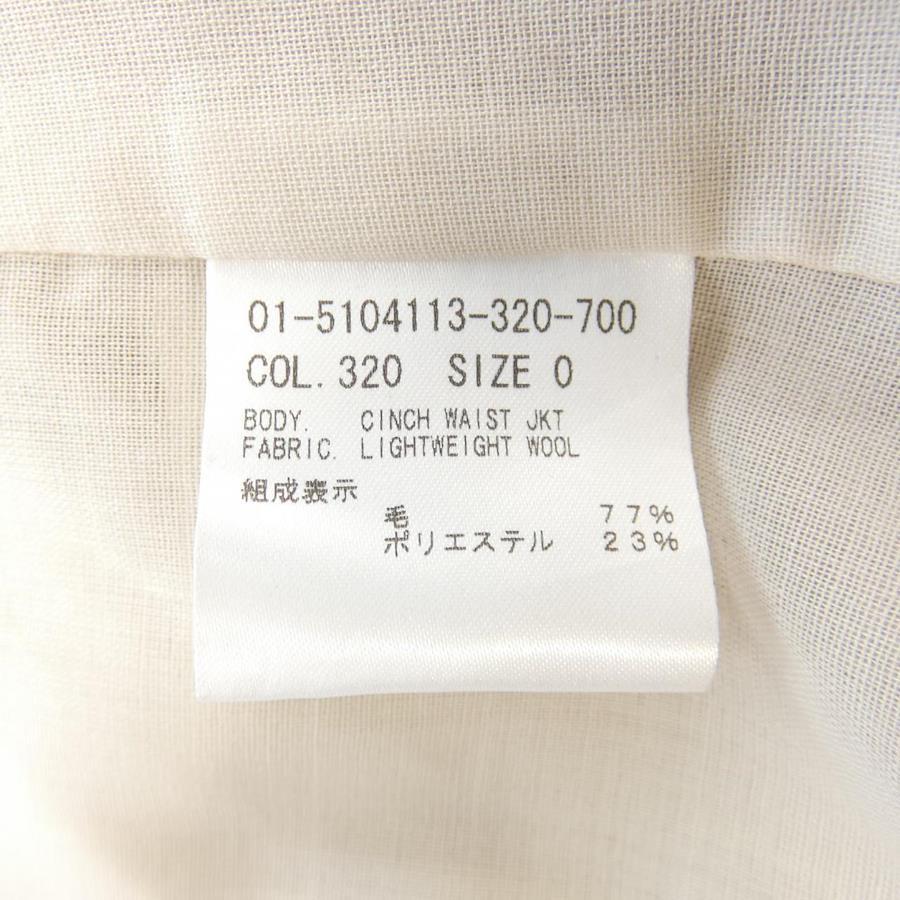 01-5104113-320-700
COL. 320 SIZE 0
BODY. CINCH WAIST JKT
FABRIC. LIGHTWEIGHT WOOL
組成表示
毛 77%
ポリエステル 23%